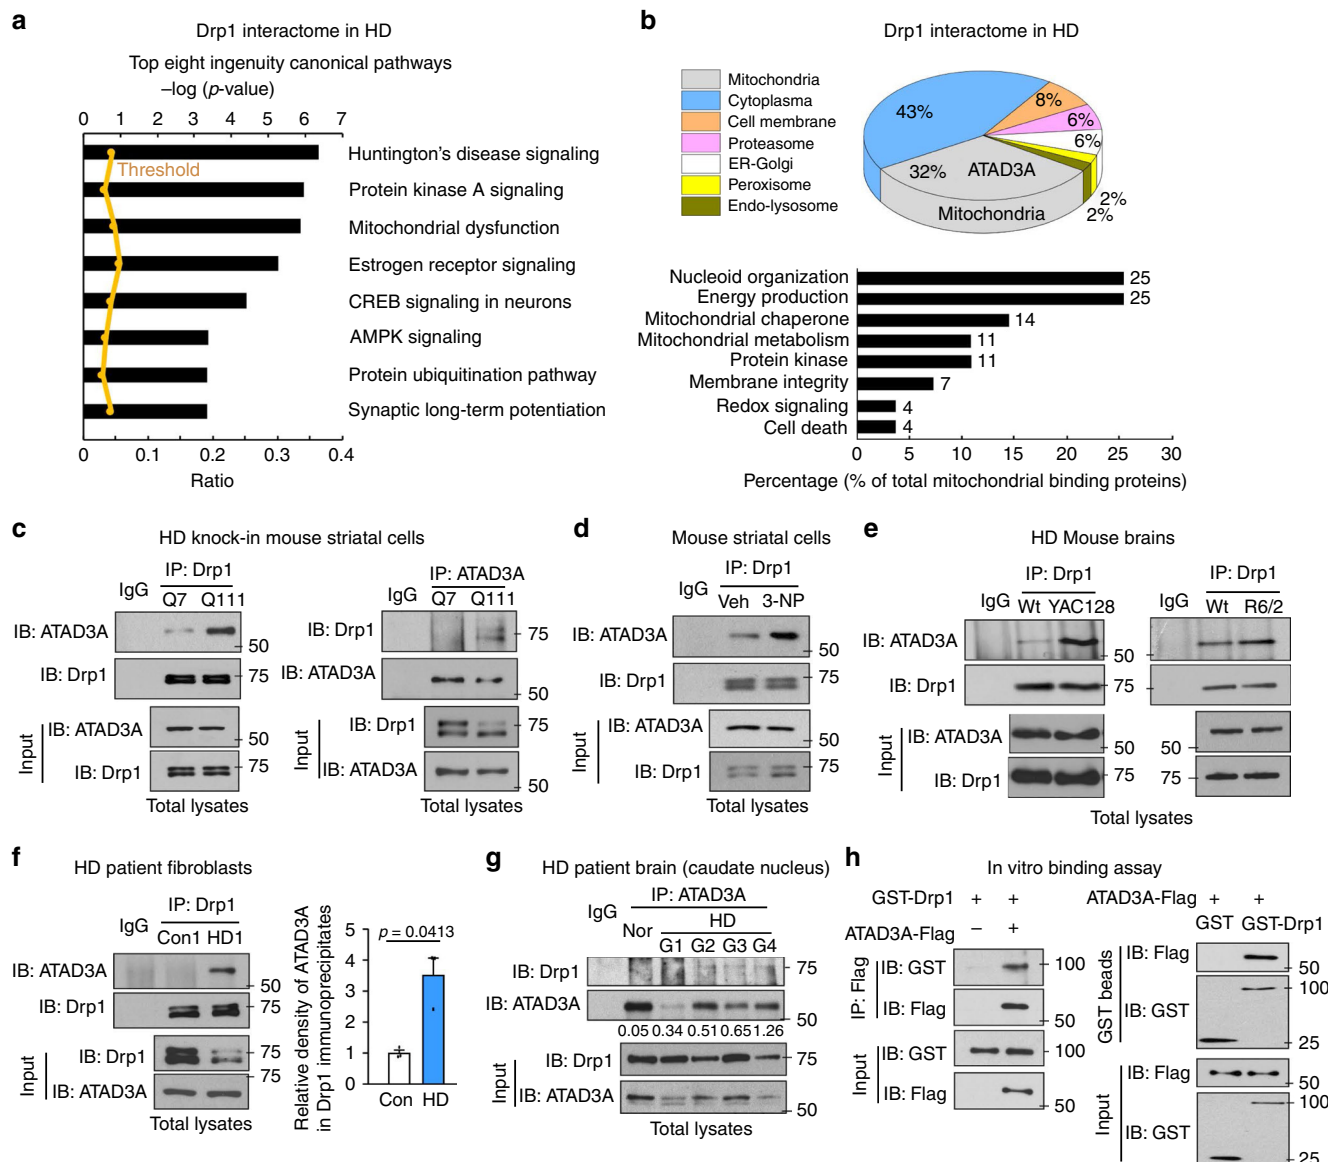 a
Drp1 interactome in HD
Top eight ingenuity canonical pathways
–log (p-value)
0 1 2 3 4 5 6 7
Huntington's disease signaling
Threshold
Protein kinase A signaling
Mitochondrial dysfunction
Estrogen receptor signaling
CREB signaling in neurons
AMPK signaling
Protein ubiquitination pathway
Synaptic long-term potentiation
0 0.1 0.2 0.3 0.4
Ratio
b
Drp1 interactome in HD
Mitochondria
Cytoplasma
Cell membrane
Proteasome
ER-Golgi
Peroxisome
Endo-lysosome
43%
8%
6%
6%
2%
2%
32%
ATAD3A
Mitochondria
Nucleoid organization 25
Energy production 25
Mitochondrial chaperone 14
Mitochondrial metabolism 11
Protein kinase 11
Membrane integrity 7
Redox signaling 4
Cell death 4
0 5 10 15 20 25 30
Percentage (% of total mitochondrial binding proteins)
c
HD knock-in mouse striatal cells
IP: Drp1
IgG Q7 Q111
IB: ATAD3A 50
IB: Drp1 75
Input
IB: ATAD3A 50
IB: Drp1 75
Total lysates
IP: ATAD3A
IgG Q7 Q111
IB: Drp1 75
IB: ATAD3A 50
Input
IB: Drp1 75
IB: ATAD3A 50
Total lysates
d
Mouse striatal cells
IP: Drp1
IgG Veh 3-NP
IB: ATAD3A 50
IB: Drp1 75
Input
IB: ATAD3A 50
IB: Drp1 75
Total lysates
e
HD Mouse brains
IP: Drp1
IgG Wt YAC128
IB: ATAD3A 50
IB: Drp1 75
Input
IB: ATAD3A 50
IB: Drp1 75
IP: Drp1
IgG Wt R6/2
50
75
Total lysates
f
HD patient fibroblasts
IP: Drp1
IgG Con1 HD1
IB: ATAD3A 50
IB: Drp1 75
Input
IB: Drp1 75
IB: ATAD3A 75
Total lysates
Relative density of ATAD3A
in Drp1 immunoprecipitates
5
4
3
2
1
0
p = 0.0413
Con HD
g
HD patient brain (caudate nucleus)
IP: ATAD3A
IgG Nor HD
G1 G2 G3 G4
IB: Drp1 75
IB: ATAD3A
0.05 0.34 0.51 0.65 1.26
Input
IB: Drp1 75
IB: ATAD3A 50
Total lysates
h
In vitro binding assay
GST-Drp1 + +
ATAD3A-Flag – +
IP: Flag
IB: GST 100
IB: Flag 50
Input
IB: GST 100
IB: Flag 50
ATAD3A-Flag + +
GST GST-Drp1
GST beads
IB: Flag 50
IB: GST 100
25
Input
IB: Flag 50
IB: GST 100
25